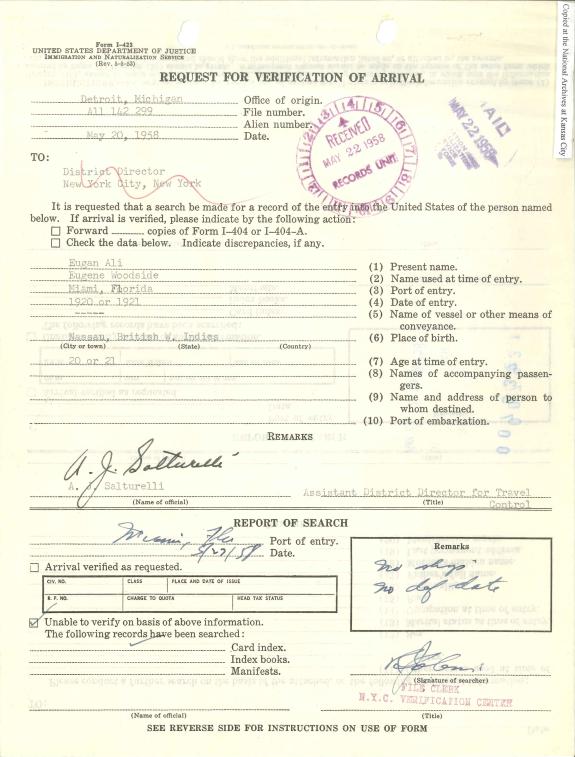 Copied at the National Archives at Kansas City
Form I-423
UNITED STATES DEPARTMENT OF JUSTICE
IMMIGRATION AND NATURALIZATION SERVICE
(Rev. 5-8-53)
REQUEST FOR VERIFICATION OF ARRIVAL
Detroit, Michigan Office of origin.
A11 142 299 File number.
Alien number.
May 20, 1958 Date.
RECEIVED
MAY 22 1958
RECORDS UNIT
MAIL
MAY 22 1958
TO:
District Director
New York City, New York
It is requested that a search be made for a record of the entry into the United States of the person named
below. If arrival is verified, please indicate by the following action:
Forward copies of Form I-404 or I-404-A.
Check the data below. Indicate discrepancies, if any.
Eugan Ali (1) Present name.
Eugene Woodside (2) Name used at time of entry.
Miami, Florida (3) Port of entry.
1920 or 1921 (4) Date of entry.
----- (5) Name of vessel or other means of
conveyance.
Nassau, British W. Indies (6) Place of birth.
(City or town) (State) (Country)
20 or 21 (7) Age at time of entry.
(8) Names of accompanying passen-
gers.
(9) Name and address of person to
whom destined.
(10) Port of embarkation.
REMARKS
A. J. Salturelli
A. J. Salturelli Assistant District Director for Travel
(Name of official) (Title) Control
REPORT OF SEARCH
Miami, Fla Port of entry.
5/27/58 Date.
Remarks
no ship
no def date
Arrival verified as requested.
CIV. NO. CLASS PLACE AND DATE OF ISSUE
R. P. NO. CHARGE TO QUOTA HEAD TAX STATUS
Unable to verify on basis of above information.
The following records have been searched:
Card index.
Index books.
Manifests.
(Signature of searcher)
FILE CLERK
N.Y.C. VERIFICATION CENTER
(Name of official) (Title)
SEE REVERSE SIDE FOR INSTRUCTIONS ON USE OF FORM